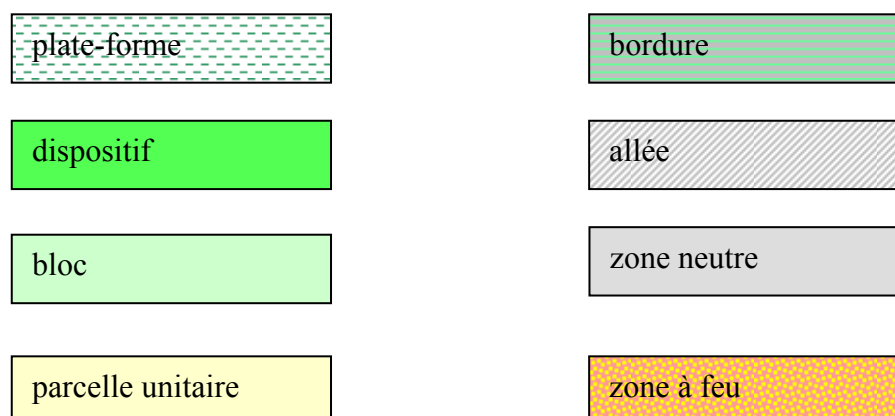 plate-forme
bordure
dispositif
allée
bloc
zone neutre
parcelle unitaire
zone à feu